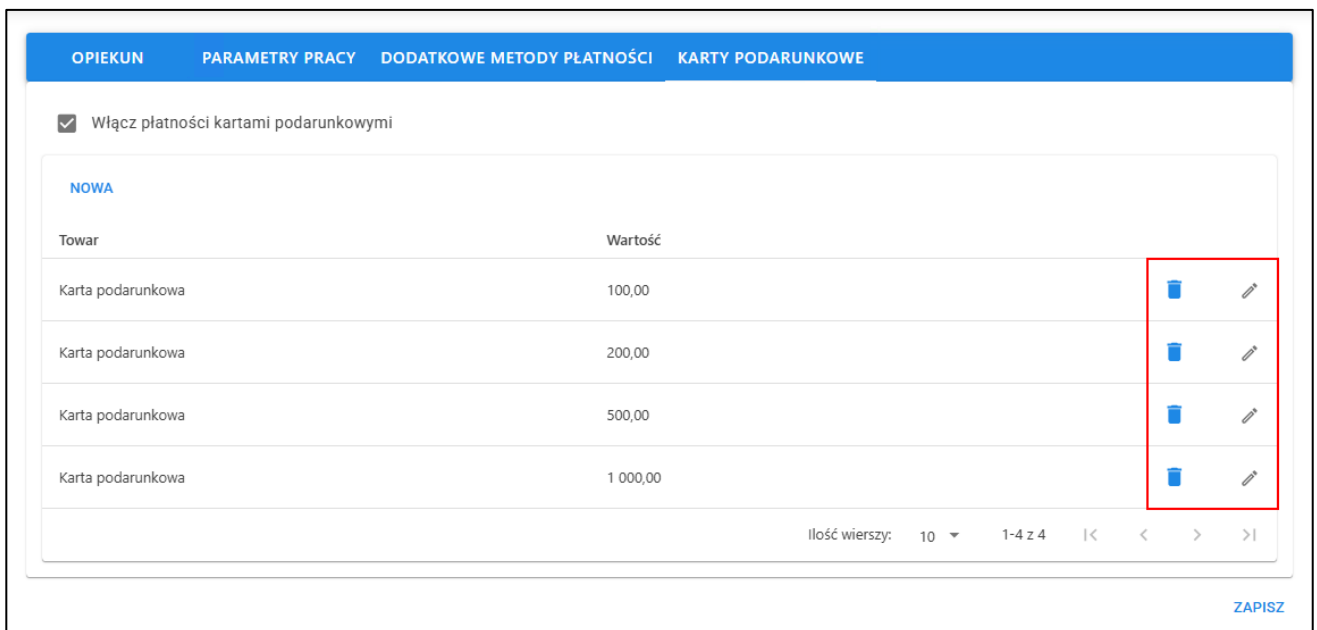 OPIEKUN PARAMETRY PRACY DODATKOWE METODY PŁATNOŚCI KARTY PODARUNKOWE
Włącz płatności kartami podarunkowymi
NOWA
Towar Wartość
Karta podarunkowa 100,00
Karta podarunkowa 200,00
Karta podarunkowa 500,00
Karta podarunkowa 1 000,00
Ilość wierszy: 10 1-4 z 4
ZAPISZ